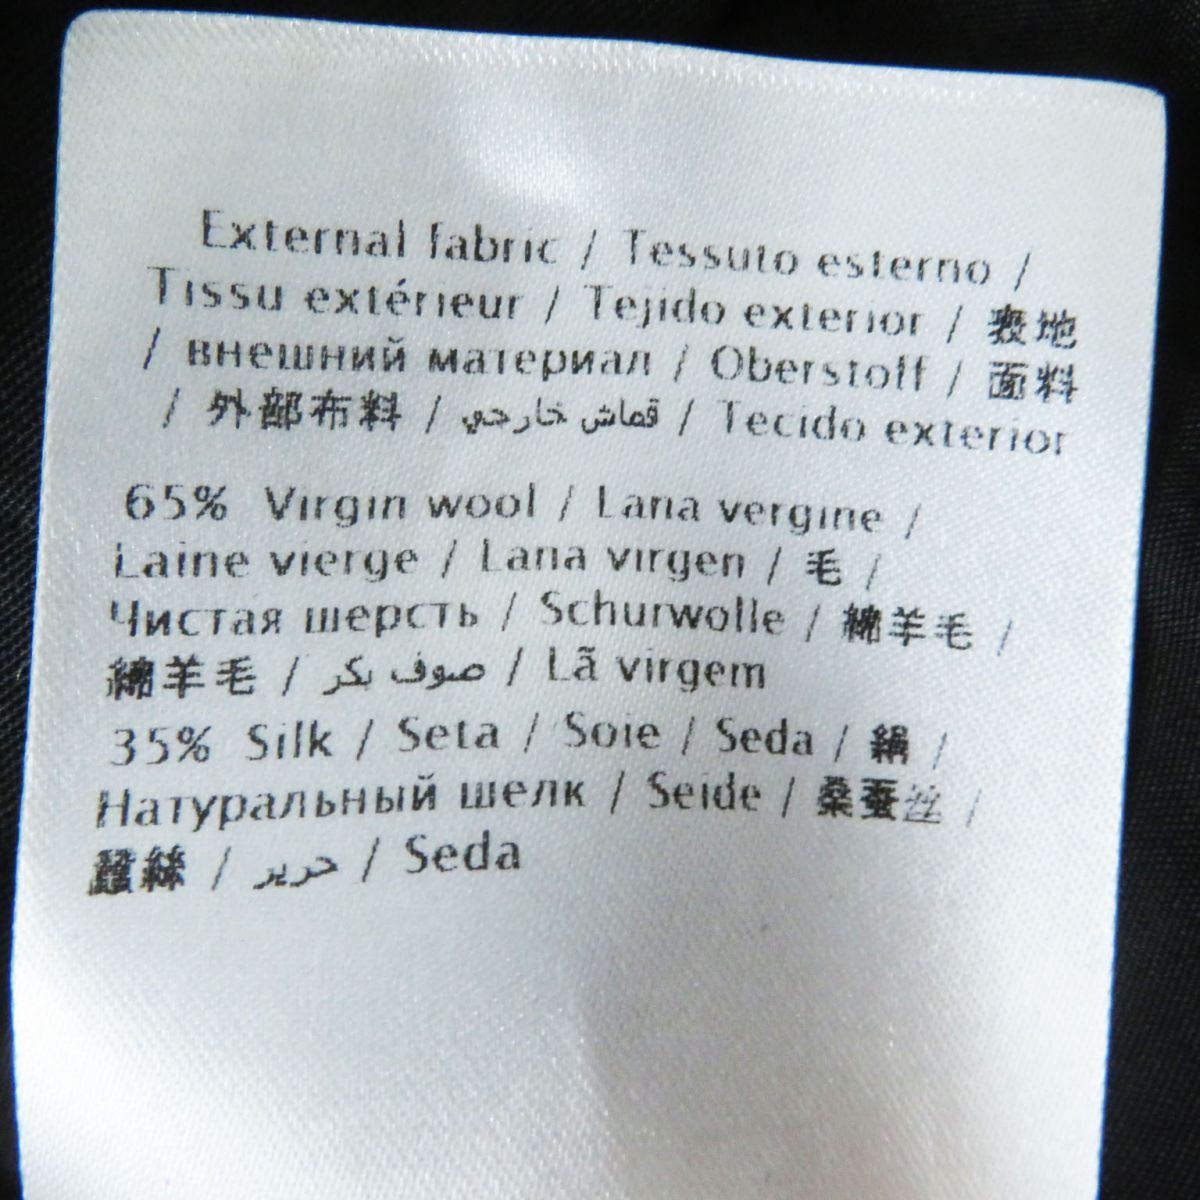 External fabric / Tessuto esterno /
Tissu extérieur / Tejido exterior / 表地
/ внешний материал / Oberstoff / 面料
/ 外部布料 / قماش خارجي / Tecido exterior
65% Virgin wool / Lana vergine /
Laine vierge / Lana virgen / 毛 /
Чистая шерсть / Schurwolle / 綿羊毛 /
綿羊毛 / صوف بكر / Lã virgem
35% Silk / Seta / Soie / Seda / 絹 /
Натуральный шелк / Seide / 桑蚕丝 /
蠶絲 / حرير / Seda